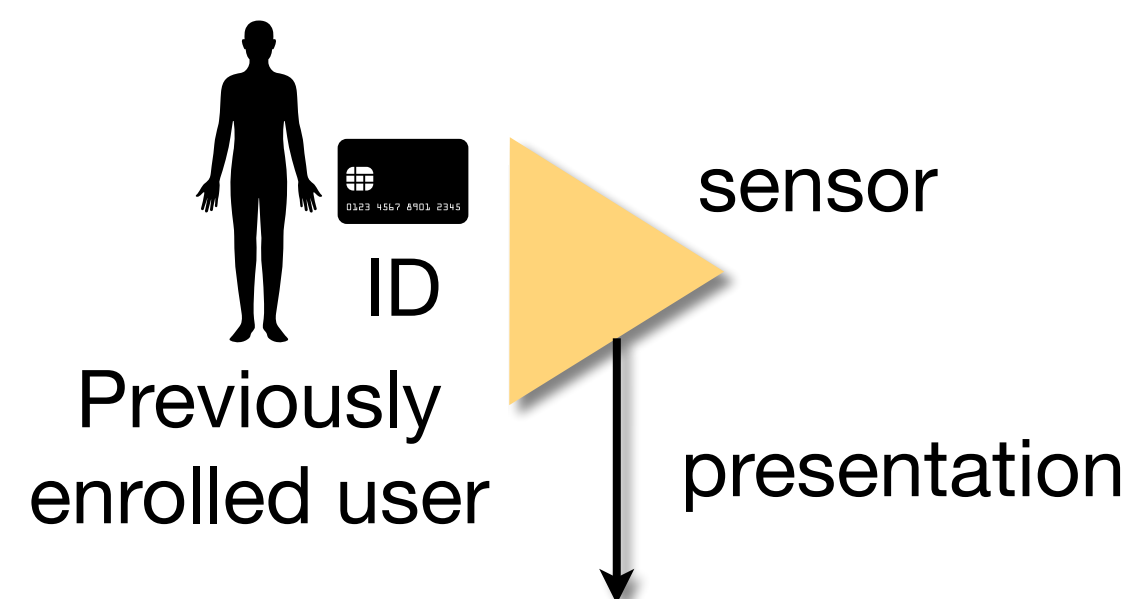 sensor
0123 4567 8901 2345
ID
Previously
enrolled user
presentation